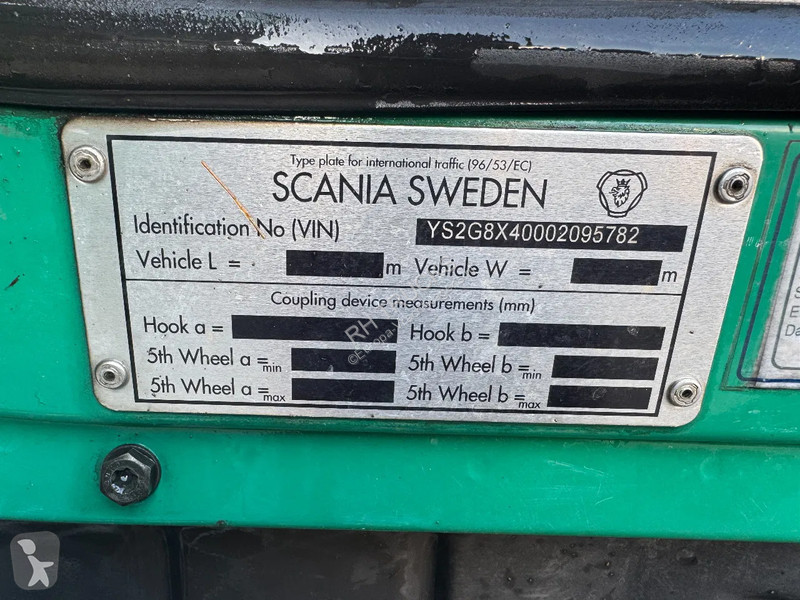 Type plate for international traffic (96/53/EC)
SCANIA SWEDEN
Identification No (VIN) YS2G8X40002095782
Vehicle L = m Vehicle W = m
Coupling device measurements (mm)
Hook a = Hook b =
5th Wheel a =min 5th Wheel b =min
5th Wheel a =max 5th Wheel b =max